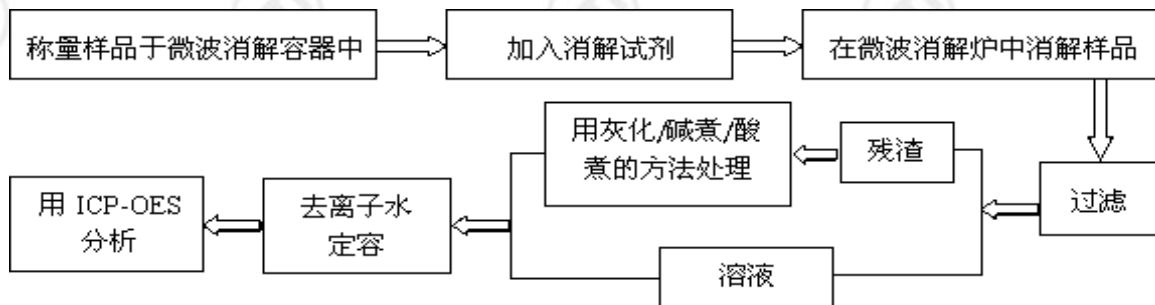 称量样品于微波消解容器中
加入消解试剂
在微波消解炉中消解样品
过滤
残渣
用灰化/碱煮/酸
煮的方法处理
溶液
去离子水
定容
用 ICP-OES
分析